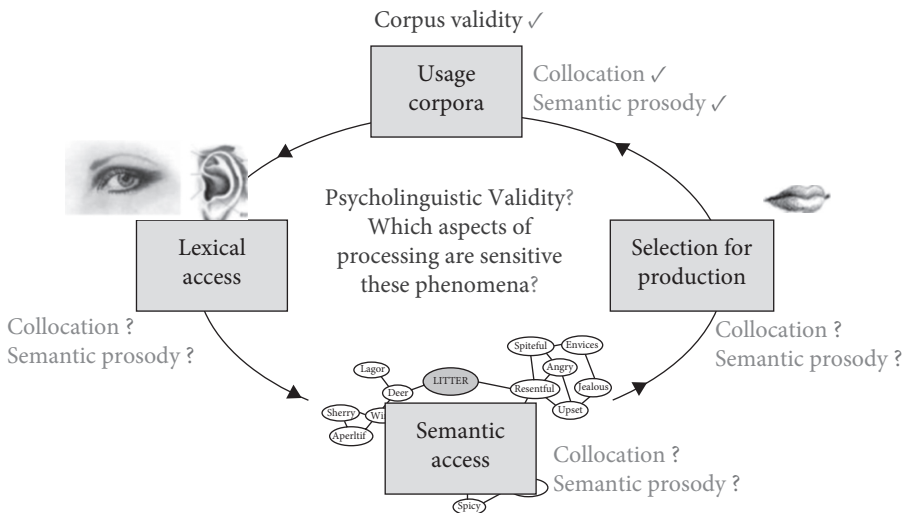 Corpus validity ✓
Usage
corpora
Collocation ✓
Semantic prosody ✓
Psycholinguistic Validity?
Which aspects of
processing are sensitive
these phenomena?
Lexical
access
Selection for
production
Collocation ?
Semantic prosody ?
Collocation ?
Semantic prosody ?
Spiteful
Envices
Angry
Lagor
LITTER
Deer
Resentful
Jealous
Sherry
Upset
Aperltif
Semantic
access
Collocation ?
Semantic prosody ?
Spicy